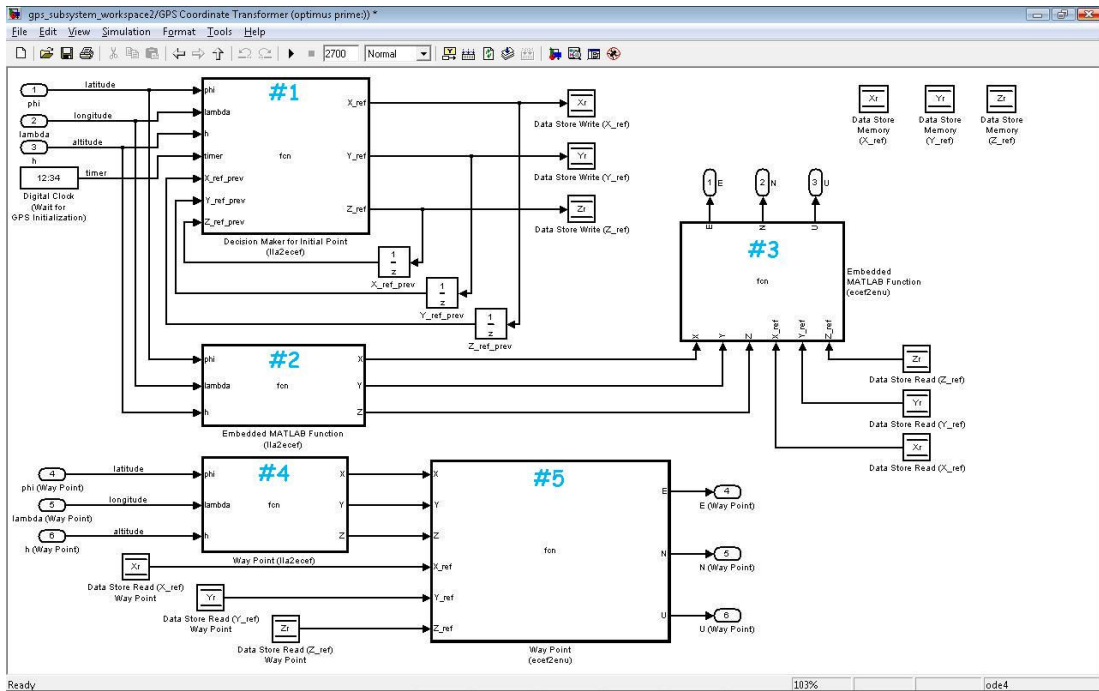 gps_subsystem_workspace2/GPS Coordinate Transformer (optimus prime:)) *
File Edit View Simulation Format Tools Help
2700 Normal
1
phi
latitude
2
lambda
longitude
3
h
altitude
12:34
timer
Digital Clock
(Wait for
GPS Initialization)
#1
phi
lambda
h
timer
X_ref_prev
Y_ref_prev
Z_ref_prev
fcn
X_ref
Y_ref
Z_ref
Decision Maker for Initial Point
(lla2ecef)
Xr
Data Store Write (X_ref)
Yr
Data Store Write (Y_ref)
Zr
Data Store Write (Z_ref)
1
z
X_ref_prev
1
z
Y_ref_prev
1
z
Z_ref_prev
Xr
Data Store
Memory
(X_ref)
Yr
Data Store
Memory
(Y_ref)
Zr
Data Store
Memory
(Z_ref)
1 E
2 N
3 U
E
N
U
#3
fcn
X
Y
Z
X_ref
Y_ref
Z_ref
Embedded
MATLAB Function
(ecef2enu)
#2
phi
lambda
h
fcn
X
Y
Z
Embedded MATLAB Function
(lla2ecef)
Zr
Data Store Read (Z_ref)
Yr
Data Store Read (Y_ref)
Xr
Data Store Read (X_ref)
4
phi (Way Point)
latitude
5
lambda (Way Point)
longitude
6
h (Way Point)
altitude
#4
phi
lambda
h
fcn
X
Y
Z
Way Point (lla2ecef)
Xr
Data Store Read (X_ref)
Way Point
Yr
Data Store Read (Y_ref)
Way Point
Zr
Data Store Read (Z_ref)
Way Point
#5
X
Y
Z
X_ref
Y_ref
Z_ref
fcn
E
N
U
Way Point
(ecef2enu)
4
E (Way Point)
5
N (Way Point)
6
U (Way Point)
Ready 103% ode4